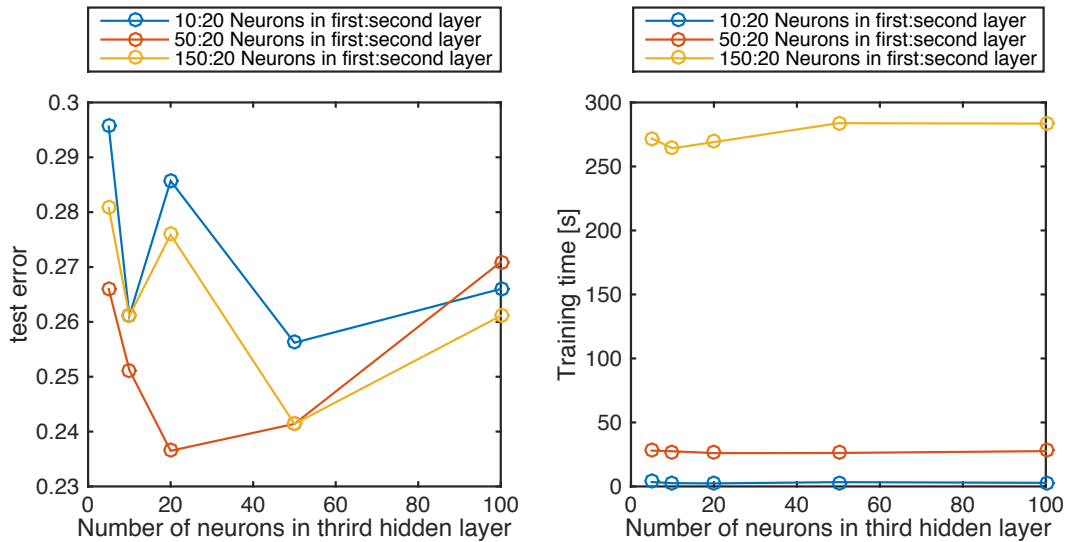 10:20 Neurons in first:second layer
50:20 Neurons in first:second layer
150:20 Neurons in first:second layer
0.3
0.29
0.28
0.27
0.26
0.25
0.24
0.23
test error
0 20 40 60 80 100
Number of neurons in thrird hidden layer
10:20 Neurons in first:second layer
50:20 Neurons in first:second layer
150:20 Neurons in first:second layer
300
250
200
150
100
50
0
Training time [s]
0 20 40 60 80 100
Number of neurons in third hidden layer